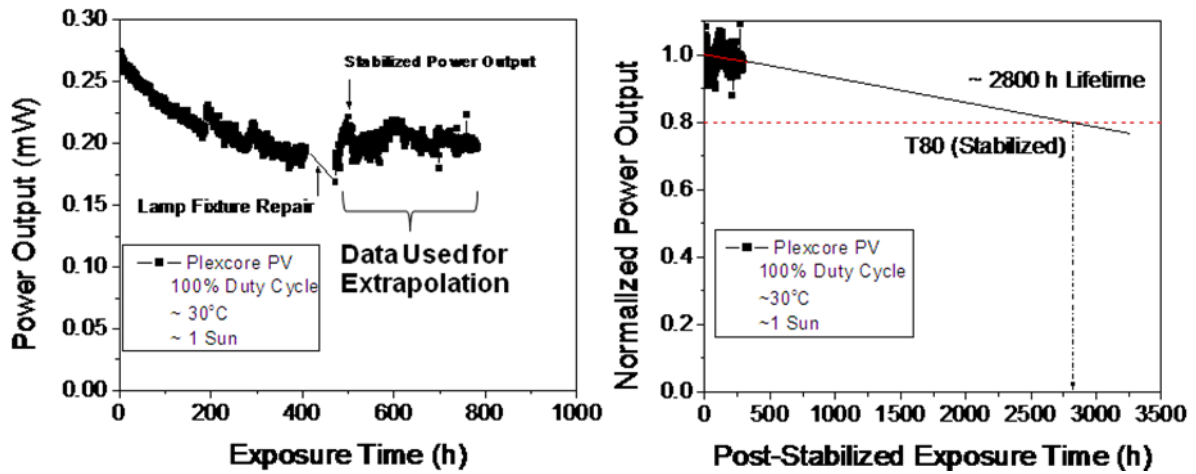 0.30
0.25
0.20
0.15
0.10
0.05
0.00
Power Output (mW)
Stabilized Power Output
Lamp Fixture Repair
Data Used for
Extrapolation
Plexcore PV
100% Duty Cycle
~ 30°C
~ 1 Sun
0
200
400
600
800
1000
Exposure Time (h)
1.0
0.8
0.6
0.4
0.2
0.0
Normalized Power Output
~ 2800 h Lifetime
T80 (Stabilized)
Plexcore PV
100% Duty Cycle
~30°C
~1 Sun
0
500
1000
1500
2000
2500
3000
3500
Post-Stabilized Exposure Time (h)